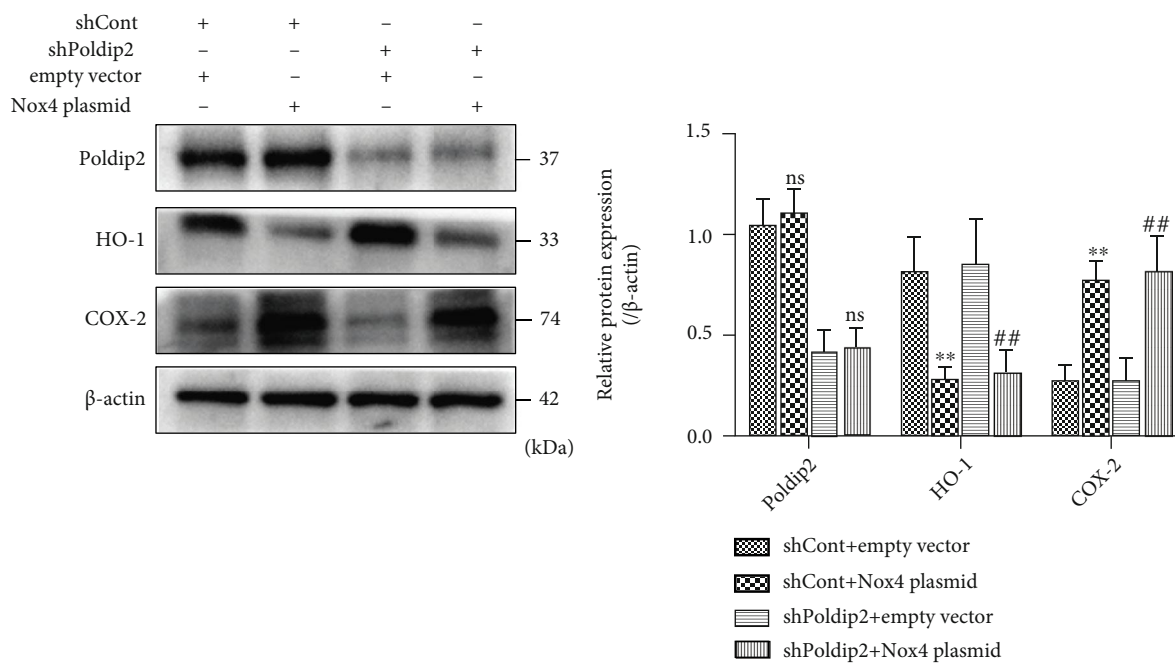 shCont + + – –
shPoldip2 – – + +
empty vector + – + –
Nox4 plasmid – + – +
Poldip2 37
HO-1 33
COX-2 74
β-actin 42
(kDa)
Relative protein expression
(/β-actin)
1.5
1.0
0.5
0.0
ns
ns
**
##
**
##
Poldip2
HO-1
COX-2
shCont+empty vector
shCont+Nox4 plasmid
shPoldip2+empty vector
shPoldip2+Nox4 plasmid